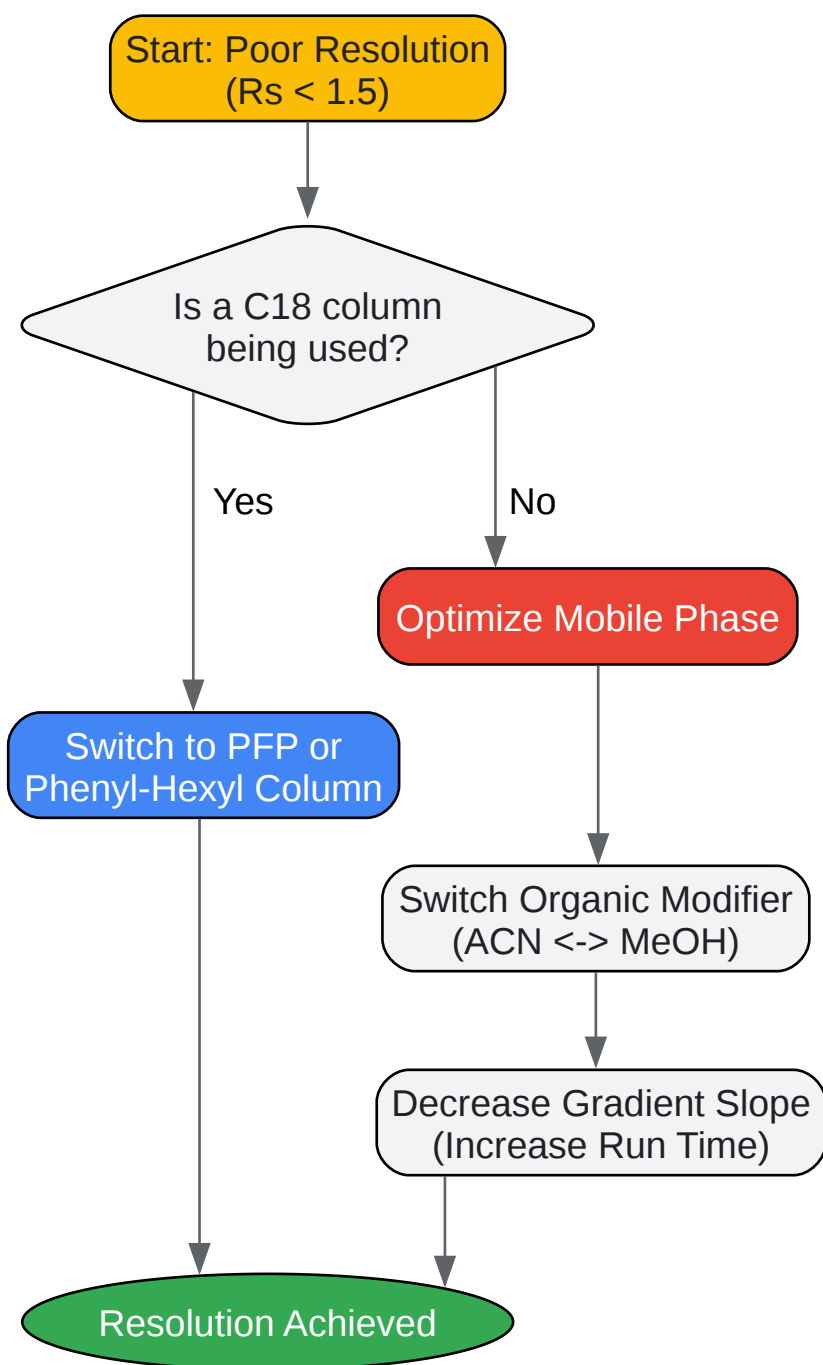 Start: Poor Resolution
(Rs < 1.5)
Is a C18 column
being used?
Yes
No
Optimize Mobile Phase
Switch to PFP or
Phenyl-Hexyl Column
Switch Organic Modifier
(ACN <-> MeOH)
Decrease Gradient Slope
(Increase Run Time)
Resolution Achieved